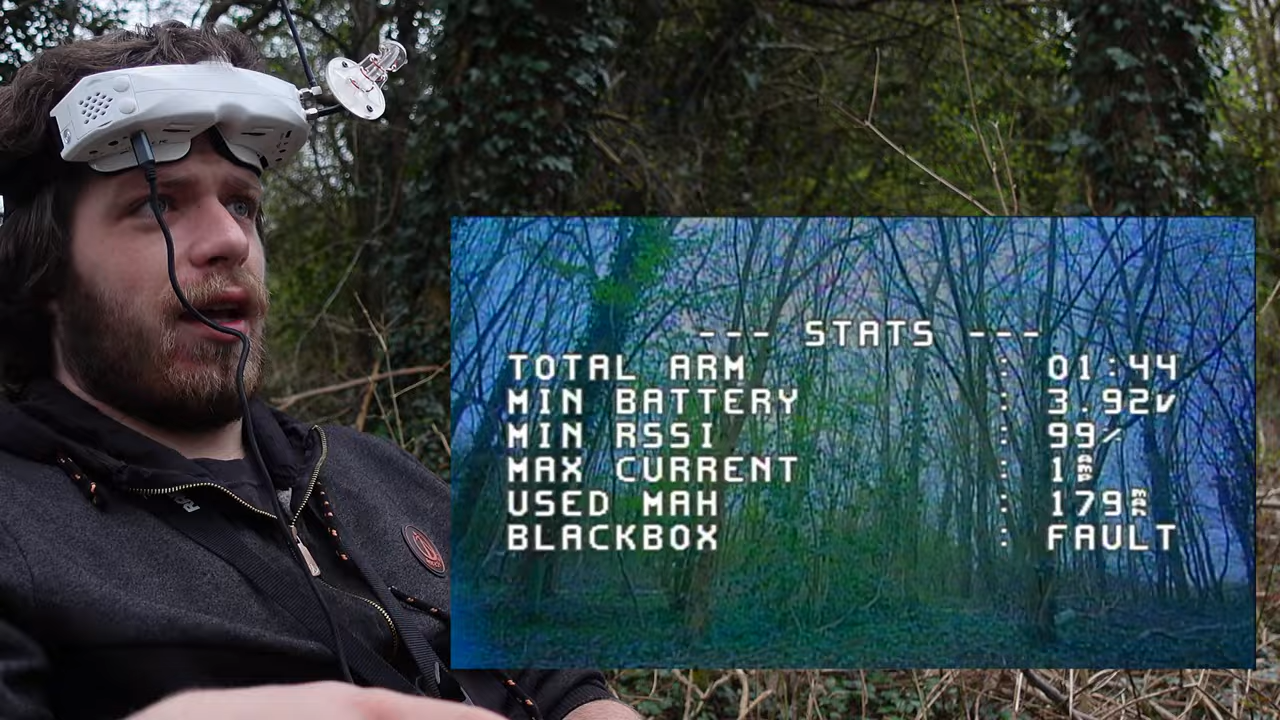 --- STATS ---
TOTAL ARM : 01:44
MIN BATTERY : 3.92V
MIN RSSI : 99%
MAX CURRENT : 1
USED MAH : 179
BLACKBOX : FAULT